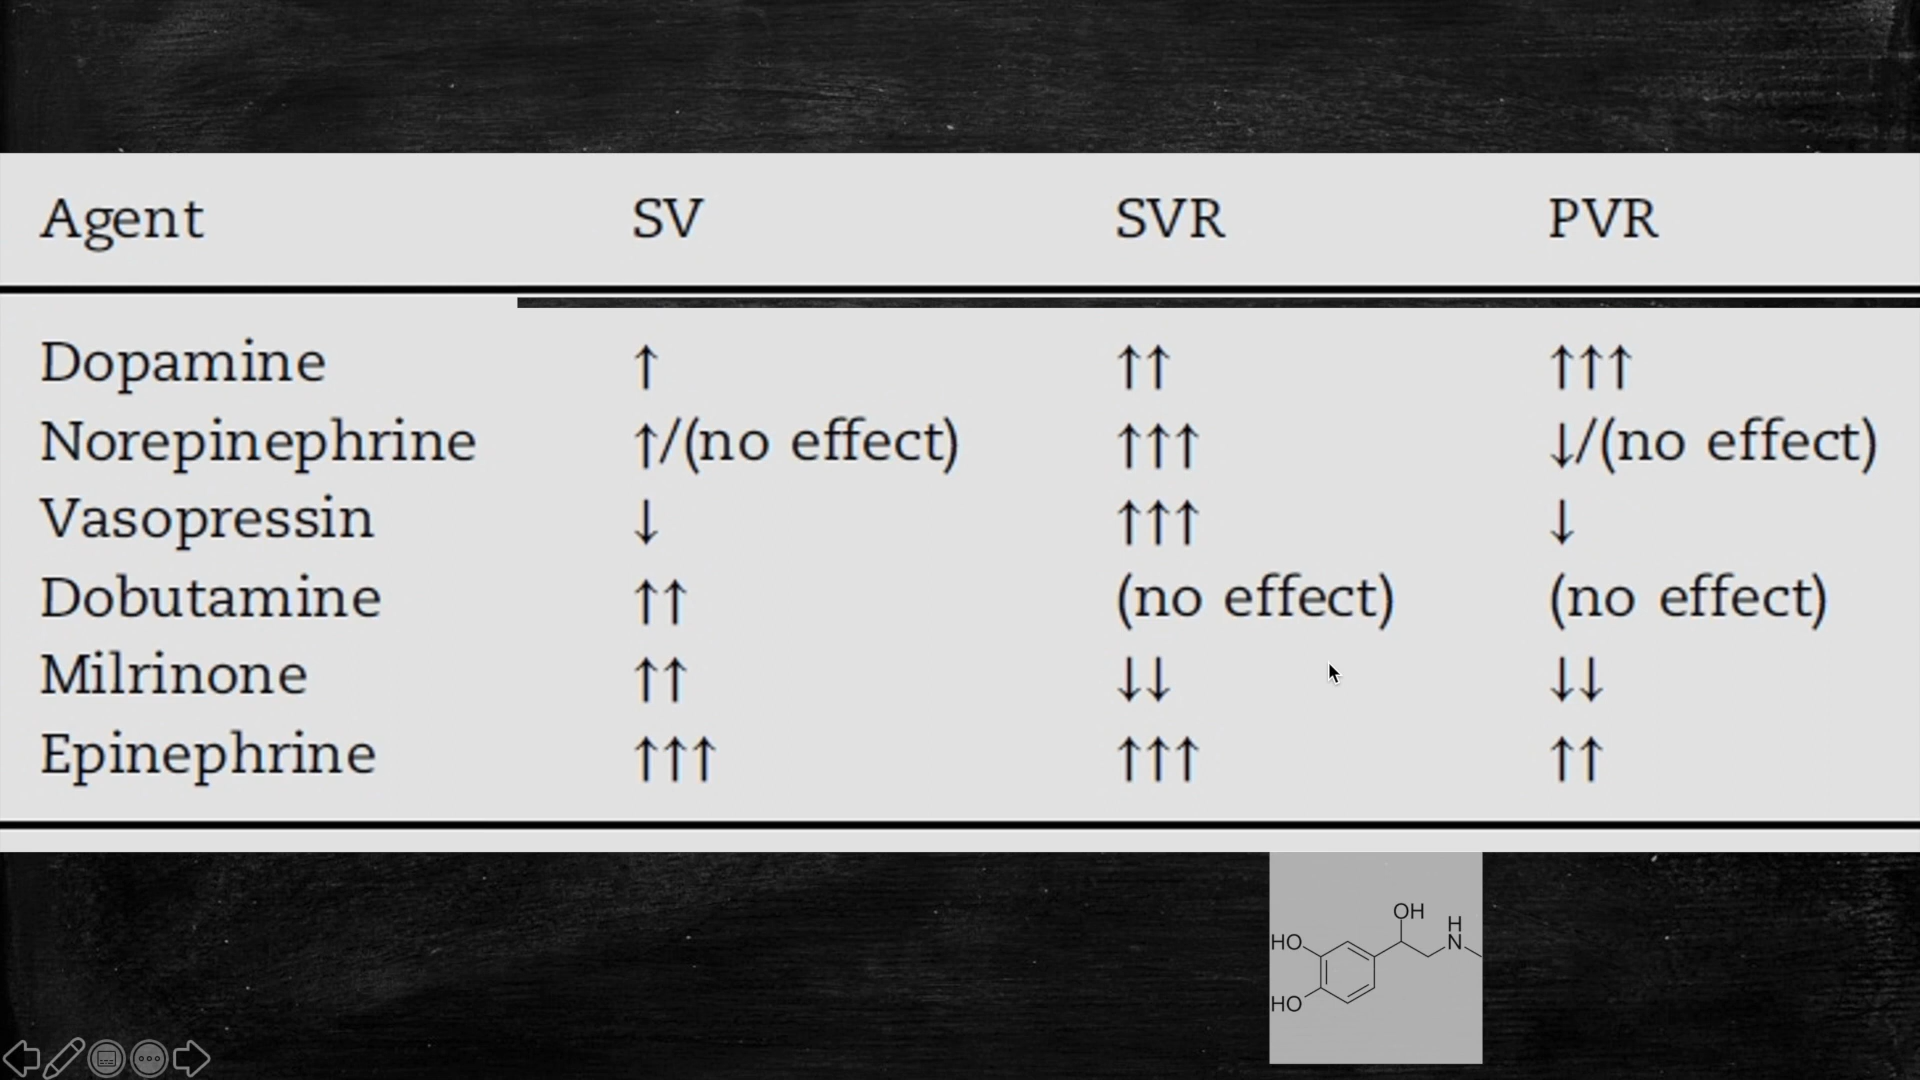 Agent SV SVR PVR
Dopamine ↑ ↑↑ ↑↑↑
Norepinephrine ↑/(no effect) ↑↑↑ ↓/(no effect)
Vasopressin ↓ ↑↑↑ ↓
Dobutamine ↑↑ (no effect) (no effect)
Milrinone ↑↑ ↓↓ ↓↓
Epinephrine ↑↑↑ ↑↑↑ ↑↑
OH
H
HO N
HO